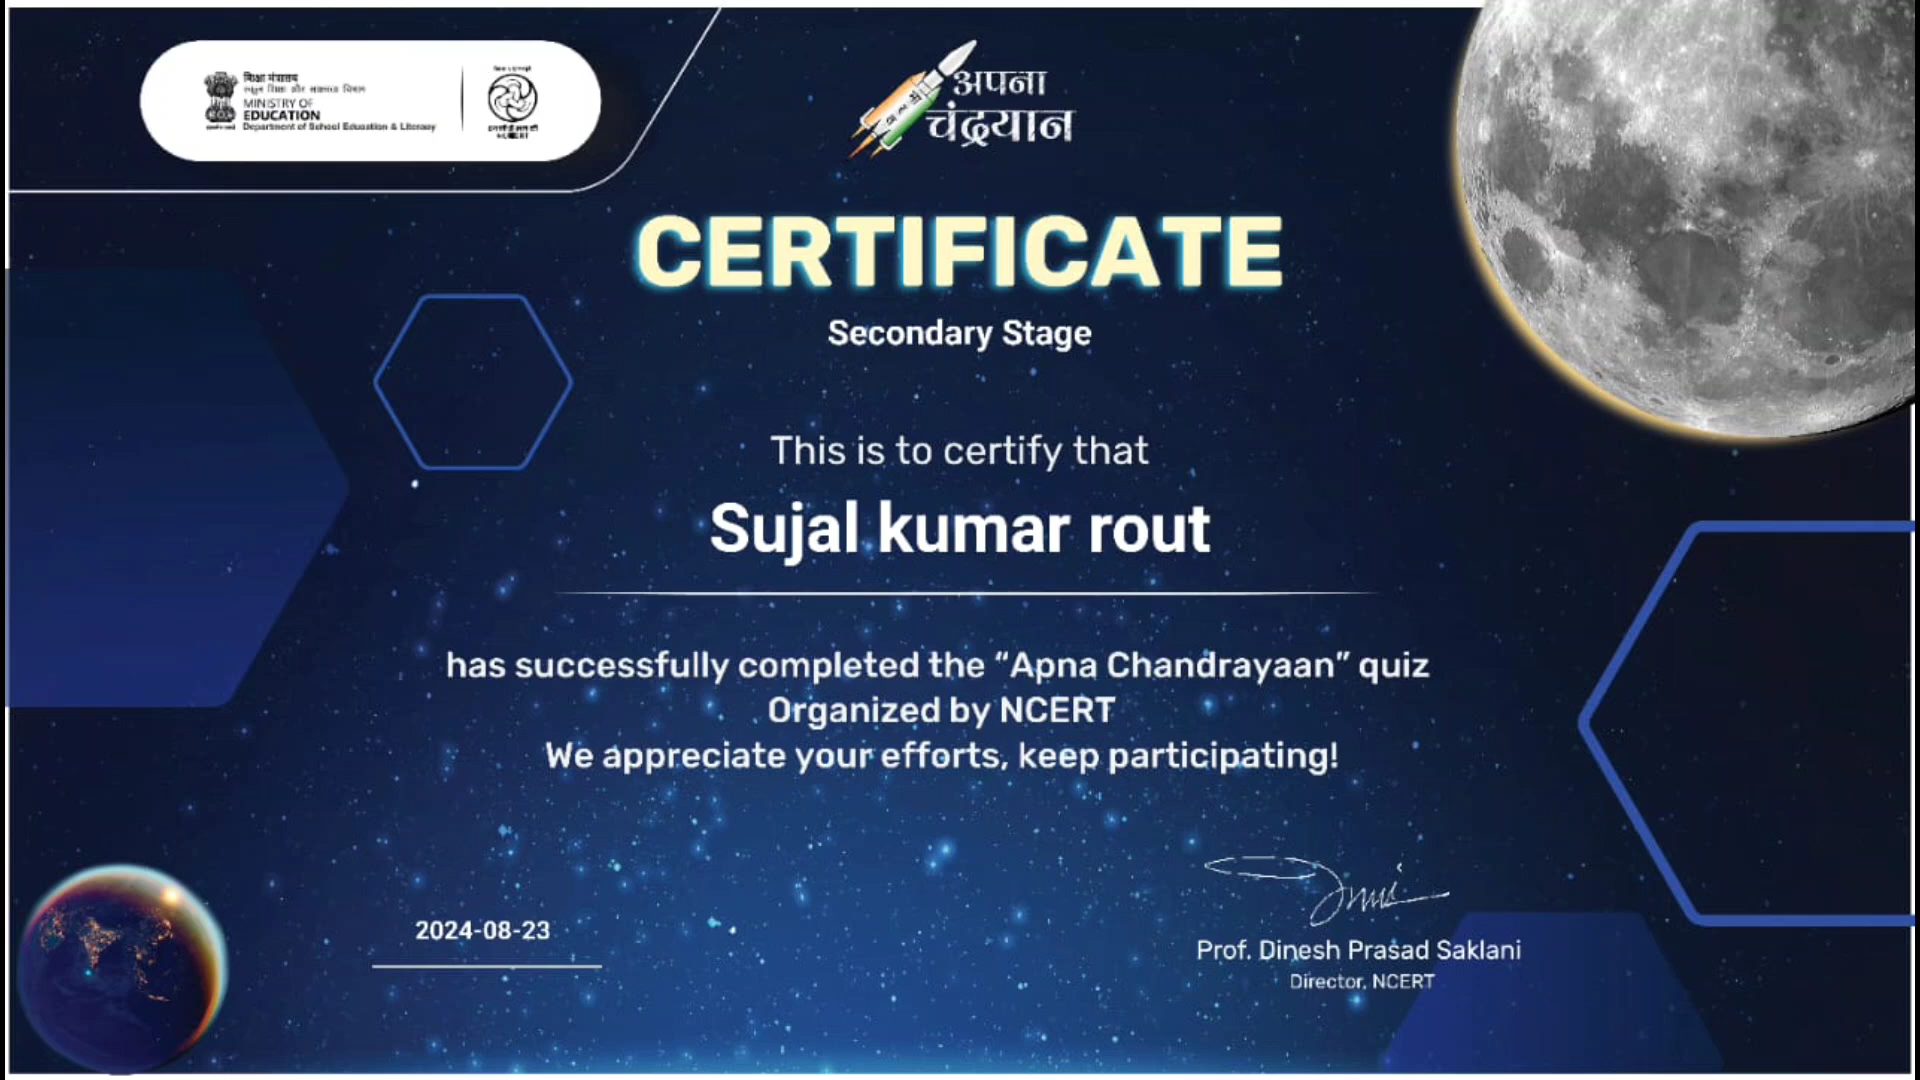 शिक्षा मंत्रालय
MINISTRY OF
EDUCATION
Department of School Education & Literacy
NCERT
अपना
चंद्रयान
CERTIFICATE
Secondary Stage
This is to certify that
Sujal kumar rout
has successfully completed the “Apna Chandrayaan” quiz
Organized by NCERT
We appreciate your efforts, keep participating!
2024-08-23
Prof. Dinesh Prasad Saklani
Director, NCERT